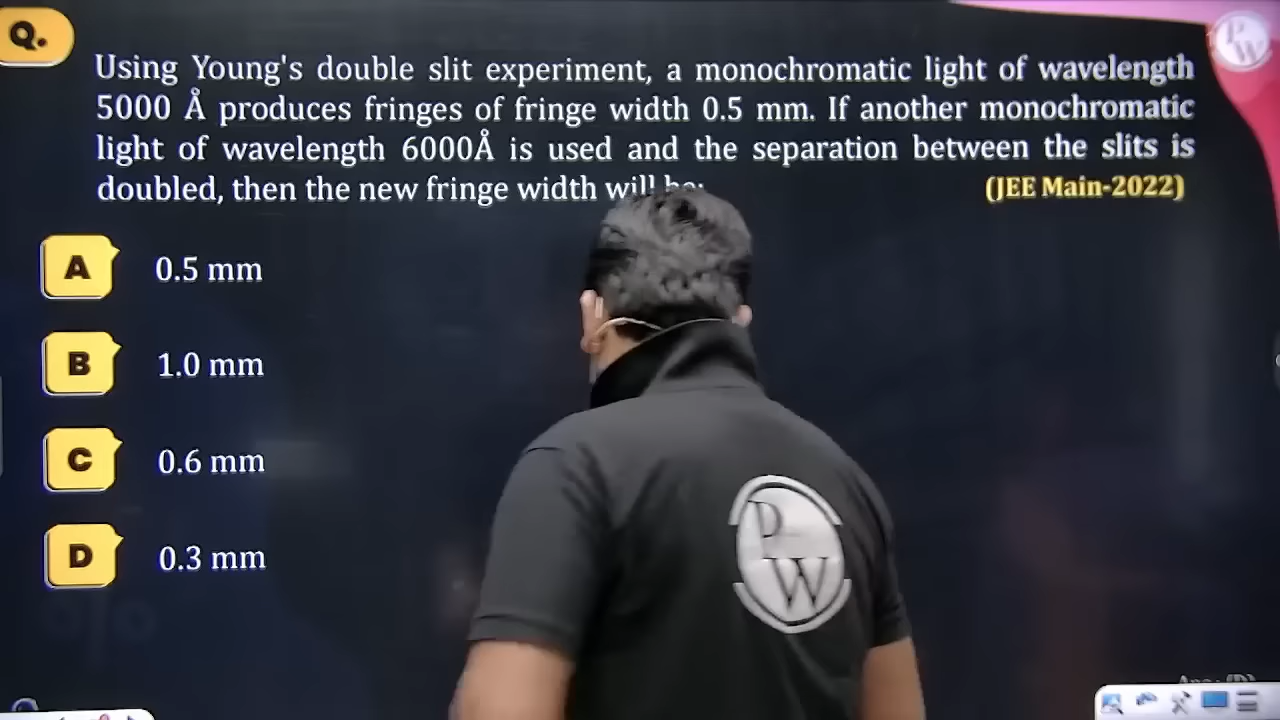 Q.
Using Young's double slit experiment, a monochromatic light of wavelength
5000 Å produces fringes of fringe width 0.5 mm. If another monochromatic
light of wavelength 6000Å is used and the separation between the slits is
doubled, then the new fringe width will be:
(JEE Main-2022)
A 0.5 mm
B 1.0 mm
C 0.6 mm
D 0.3 mm
P
W
P
W